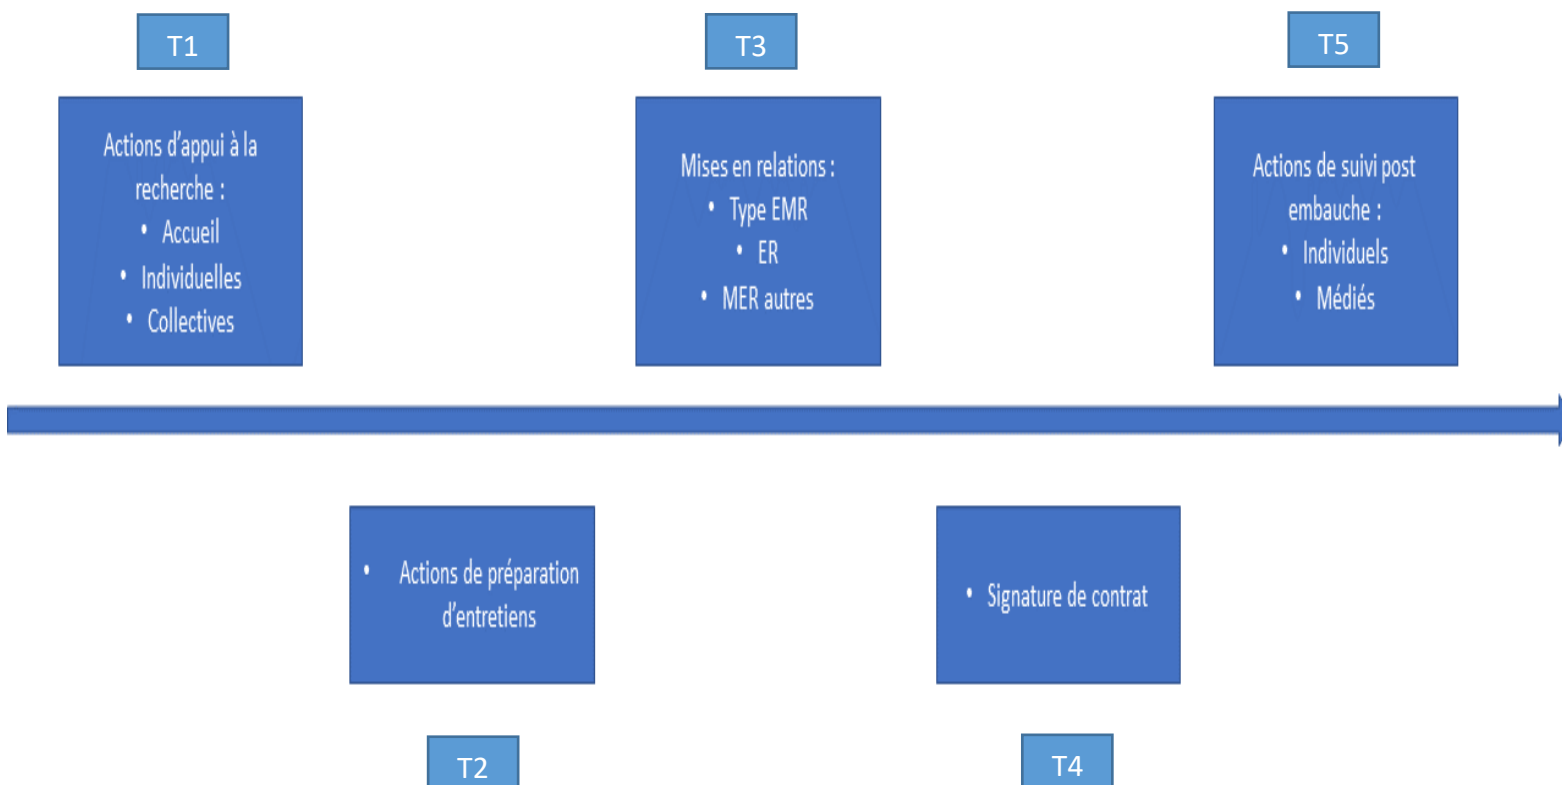 T1
Actions d'appui à la
recherche :
• Accueil
• Individuelles
• Collectives
T3
Mises en relations :
• Type EMR
• ER
• MER autres
T5
Actions de suivi post
embauche :
• Individuels
• Médiés
• Actions de préparation
d'entretiens
T2
• Signature de contrat
T4